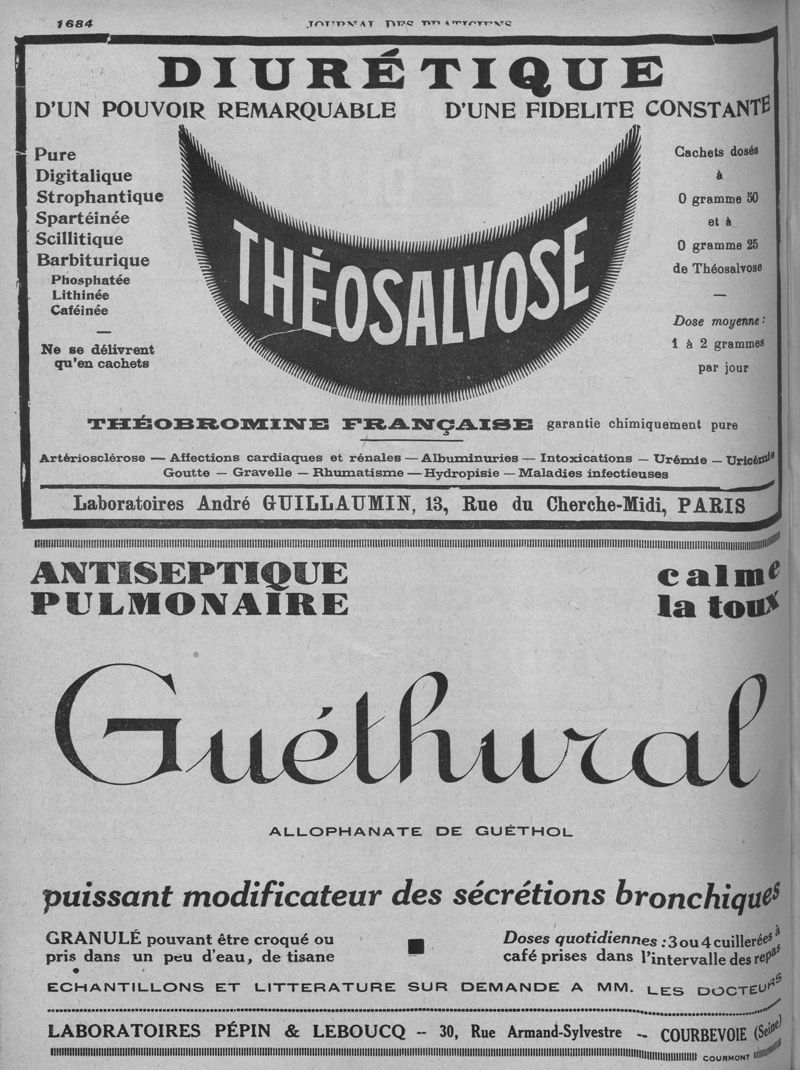 1684
JOURNAL DES PRATICIENS
DIURÉTIQUE
D'UN POUVOIR REMARQUABLE D'UNE FIDELITE CONSTANTE
Pure
Digitalique
Strophantique
Spartéinée
Scillitique
Barbiturique
Phosphatée
Lithinée
Caféinée
—
Ne se délivrent
qu'en cachets
THÉOSALVOSE
Cachets dosés
à
0 gramme 50
et à
0 gramme 25
de Théosalvose
—
Dose moyenne :
1 à 2 grammes
par jour
THÉOBROMINE FRANÇAISE garantie chimiquement pure
Artériosclérose — Affections cardiaques et rénales — Albuminuries — Intoxications — Urémie — Uricémie
Goutte — Gravelle — Rhumatisme — Hydropisie — Maladies infectieuses
Laboratoires André GUILLAUMIN, 13, Rue du Cherche-Midi, PARIS
ANTISEPTIQUE
PULMONAIRE
calme
la toux
Guéthural
ALLOPHANATE DE GUÉTHOL
puissant modificateur des sécrétions bronchiques
GRANULÉ pouvant être croqué ou
pris dans un peu d'eau, de tisane
Doses quotidiennes : 3 ou 4 cuillerées à
café prises dans l'intervalle des repas
ECHANTILLONS ET LITTERATURE SUR DEMANDE A MM. LES DOCTEURS
LABORATOIRES PÉPIN & LEBOUCQ -- 30, Rue Armand-Sylvestre -- COURBEVOIE (Seine)
COURMONT